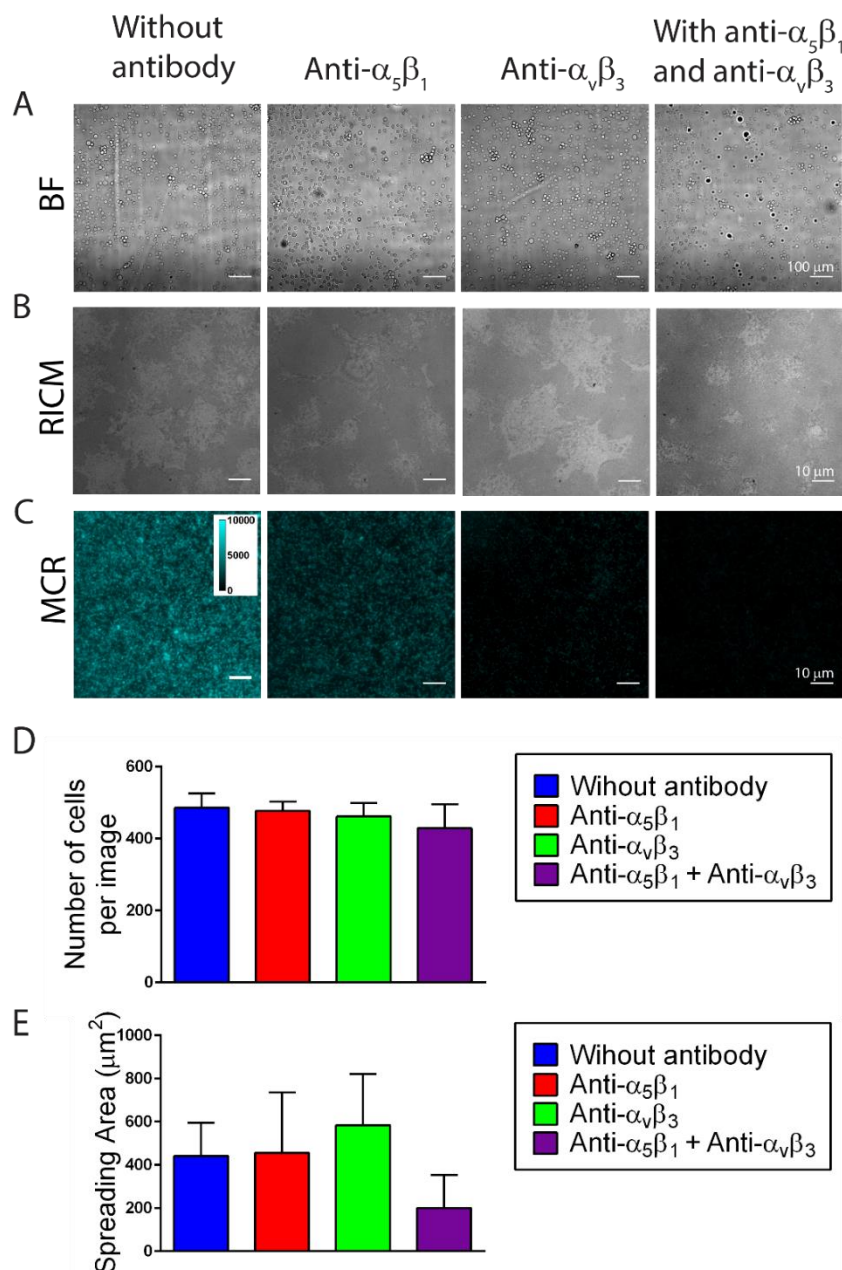 Without antibody
Anti-α₅β₁
Anti-αᵥβ₃
With anti-α₅β₁ and anti-αᵥβ₃
A
BF
100 μm
B
RICM
10 μm
C
MCR
10000
5000
0
10 μm
D
Number of cells per image
600
400
200
0
Wihout antibody
Anti-α₅β₁
Anti-αᵥβ₃
Anti-α₅β₁ + Anti-αᵥβ₃
E
Spreading Area (μm²)
1000
800
600
400
200
0
Wihout antibody
Anti-α₅β₁
Anti-αᵥβ₃
Anti-α₅β₁ + Anti-αᵥβ₃